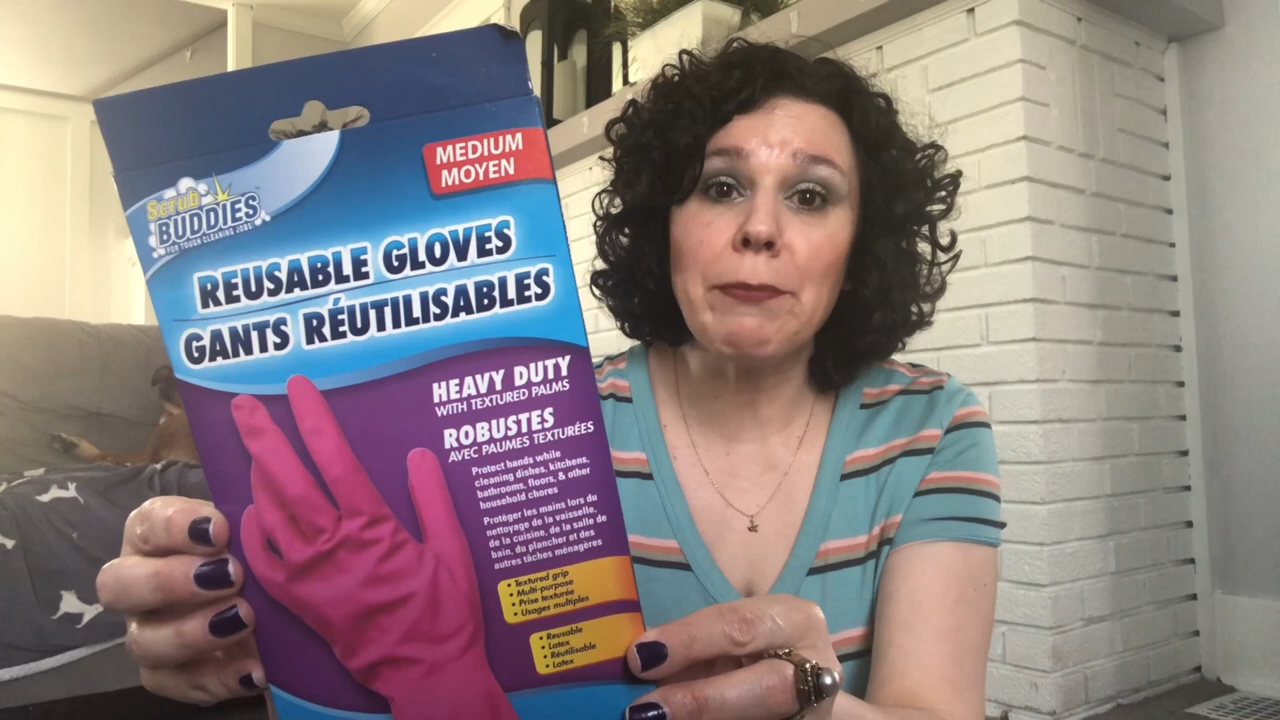 MEDIUM
MOYEN
Scrub
BUDDIES
FOR TOUGH CLEANING JOBS
REUSABLE GLOVES
GANTS RÉUTILISABLES
HEAVY DUTY
WITH TEXTURED PALMS
ROBUSTES
AVEC PAUMES TEXTURÉES
Protect hands while
cleaning dishes, kitchens,
bathrooms, floors, & other
household chores
Protéger les mains lors du
nettoyage de la vaisselle,
de la cuisine, de la salle de
bain, du plancher et des
autres tâches ménagères
• Textured grip
• Multi-purpose
• Prise texturée
• Usages multiples
• Reusable
• Latex
• Réutilisable
• Latex